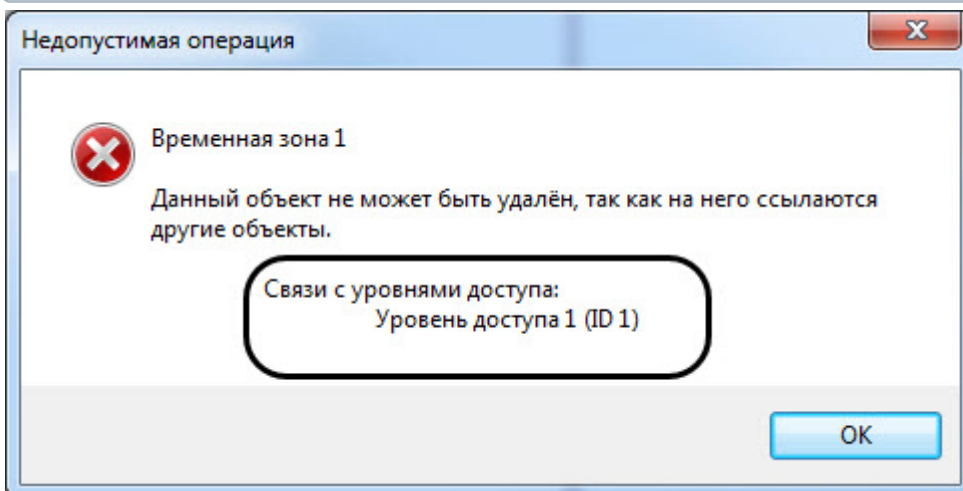 Недопустимая операция
Временная зона 1
Данный объект не может быть удалён, так как на него ссылаются
другие объекты.
Связи с уровнями доступа:
Уровень доступа 1 (ID 1)
OK